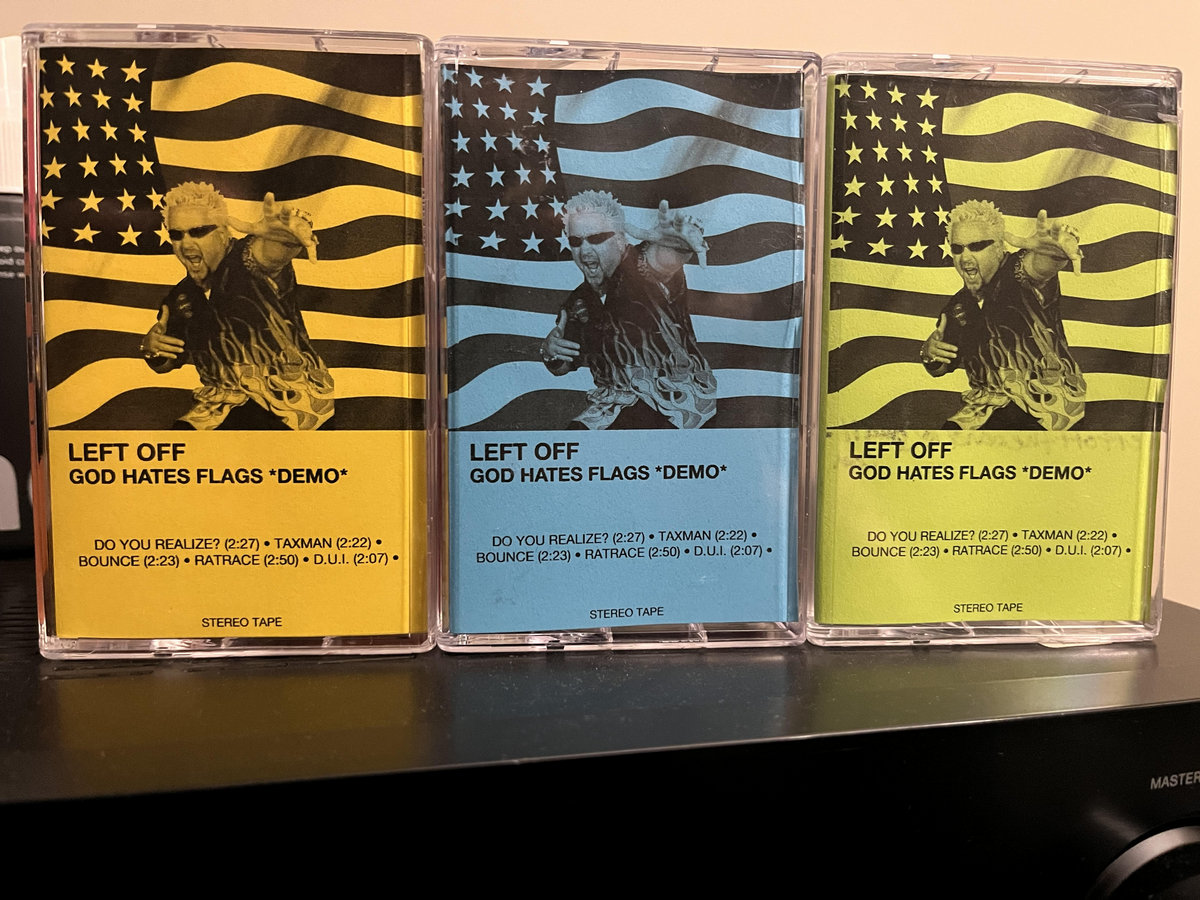 LEFT OFF
GOD HATES FLAGS *DEMO*
DO YOU REALIZE? (2:27) • TAXMAN (2:22) •
BOUNCE (2:23) • RATRACE (2:50) • D.U.I. (2:07) •
STEREO TAPE
LEFT OFF
GOD HATES FLAGS *DEMO*
DO YOU REALIZE? (2:27) • TAXMAN (2:22) •
BOUNCE (2:23) • RATRACE (2:50) • D.U.I. (2:07) •
STEREO TAPE
LEFT OFF
GOD HATES FLAGS *DEMO*
DO YOU REALIZE? (2:27) • TAXMAN (2:22) •
BOUNCE (2:23) • RATRACE (2:50) • D.U.I. (2:07) •
STEREO TAPE
MASTER